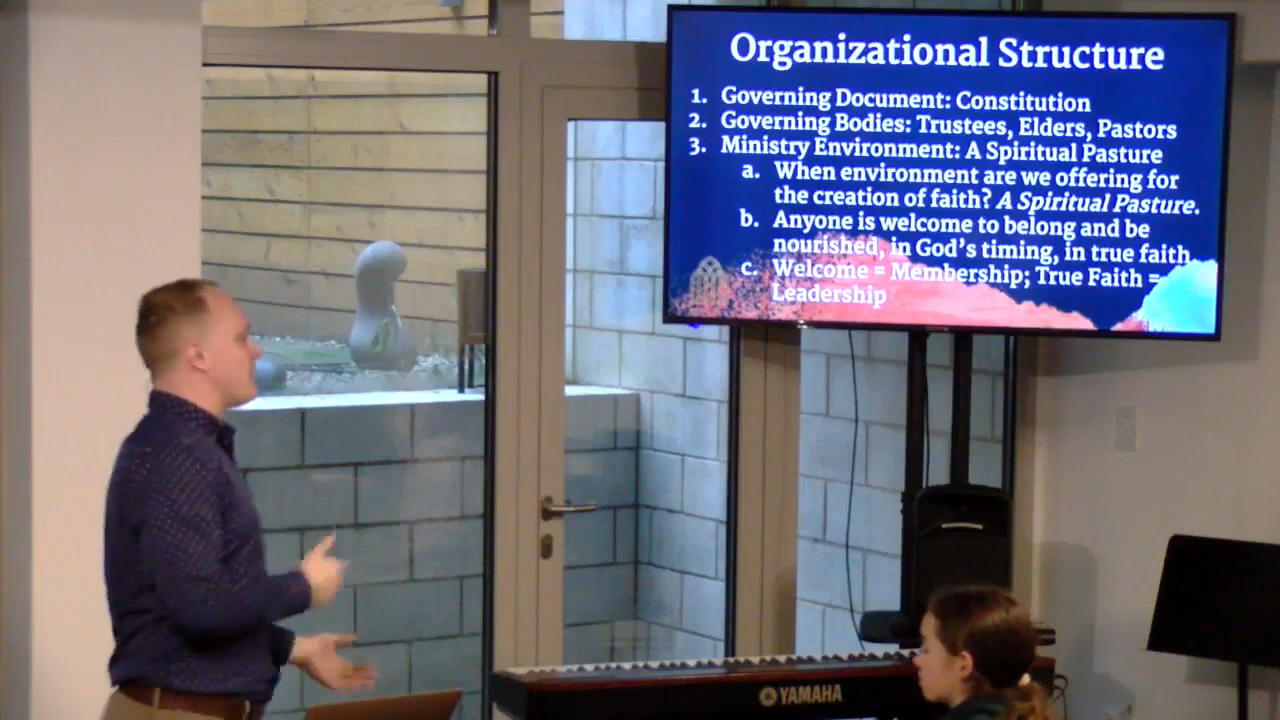 Organizational Structure
1. Governing Document: Constitution
2. Governing Bodies: Trustees, Elders, Pastors
3. Ministry Environment: A Spiritual Pasture
a. When environment are we offering for
the creation of faith? A Spiritual Pasture.
b. Anyone is welcome to belong and be
nourished, in God's timing, in true faith
c. Welcome = Membership; True Faith =
Leadership
YAMAHA